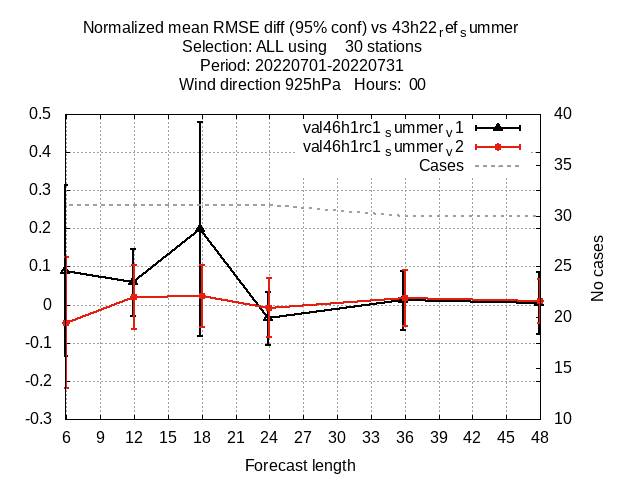 Normalized mean RMSE diff (95% conf) vs 43h22refsummer
Selection: ALL using    30 stations
Period: 20220701-20220731
Wind direction 925hPa   Hours:  00
val46h1rc1summerv1
val46h1rc1summerv2
Cases
0.5
0.4
0.3
0.2
0.1
0
-0.1
-0.2
-0.3
40
35
30
25
20
15
10
No cases
6 9 12 15 18 21 24 27 30 33 36 39 42 45 48
Forecast length